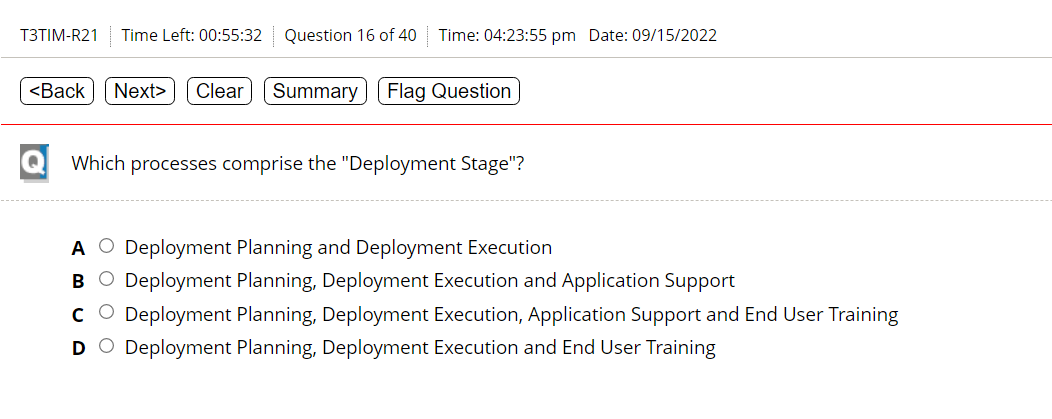 T3TIM-R21 Time Left: 00:55:32 Question 16 of 40 Time: 04:23:55 pm Date: 09/15/2022
<Back Next> Clear Summary Flag Question
Q Which processes comprise the "Deployment Stage"?
A Deployment Planning and Deployment Execution
B Deployment Planning, Deployment Execution and Application Support
C Deployment Planning, Deployment Execution, Application Support and End User Training
D Deployment Planning, Deployment Execution and End User Training